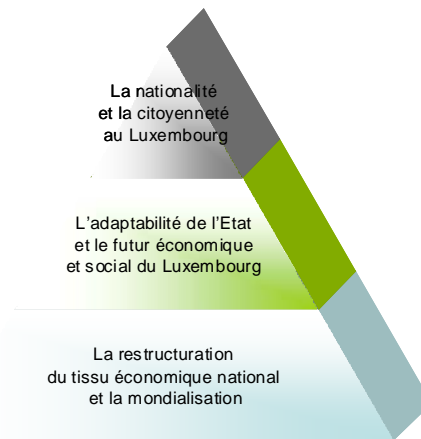 La nationalité
et la citoyenneté
au Luxembourg
L'adaptabilité de l'Etat
et le futur économique
et social du Luxembourg
La restructuration
du tissu économique national
et la mondialisation